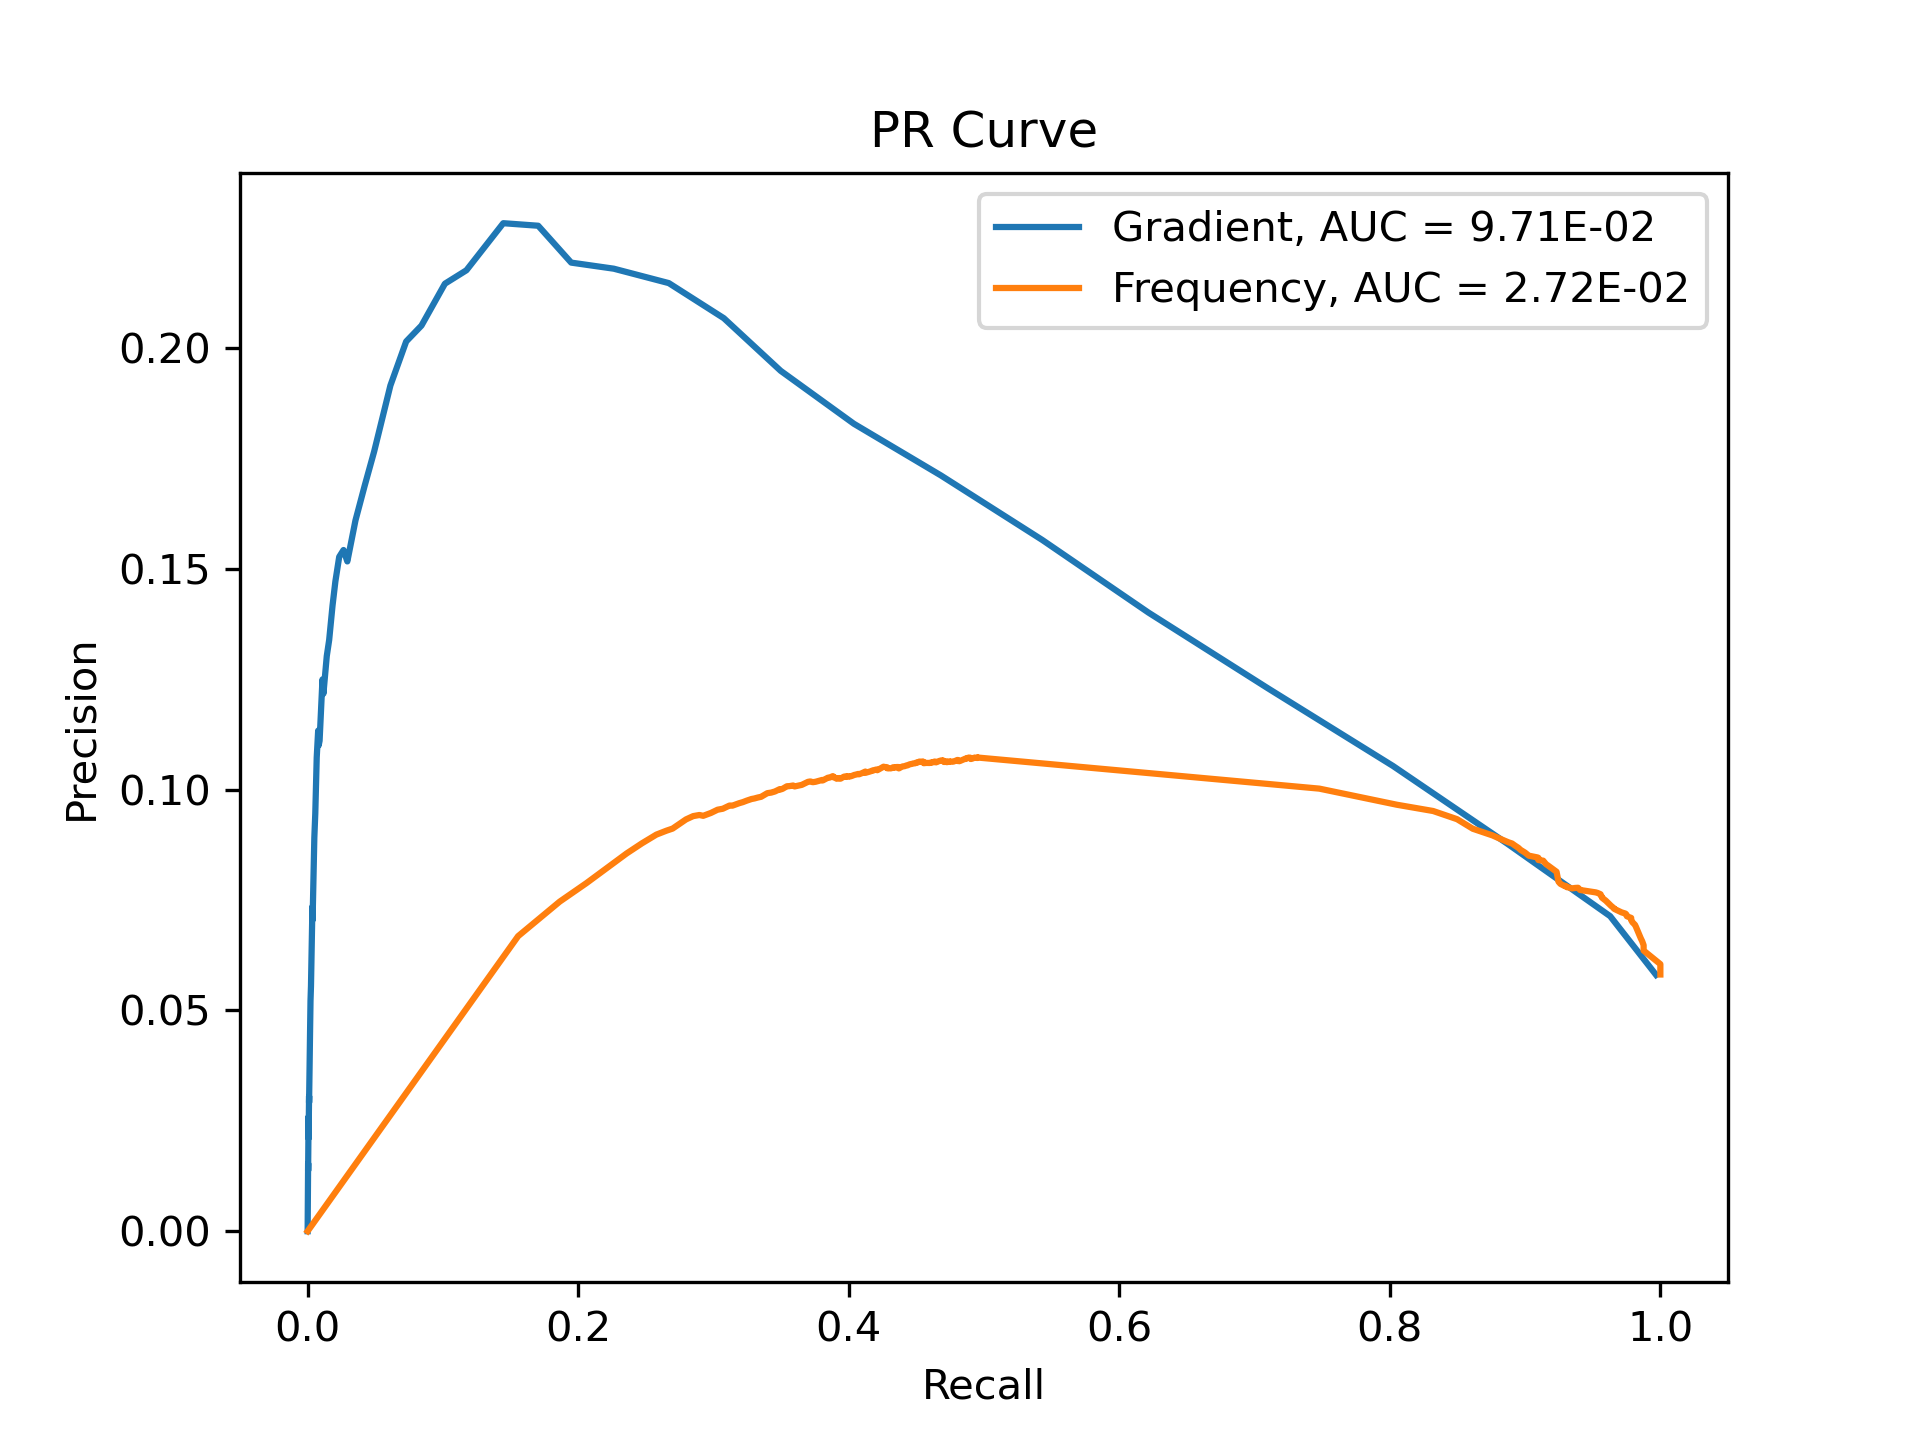 PR Curve
Gradient, AUC = 9.71E-02
Frequency, AUC = 2.72E-02
0.20
0.15
0.10
0.05
0.00
Precision
0.0 0.2 0.4 0.6 0.8 1.0
Recall